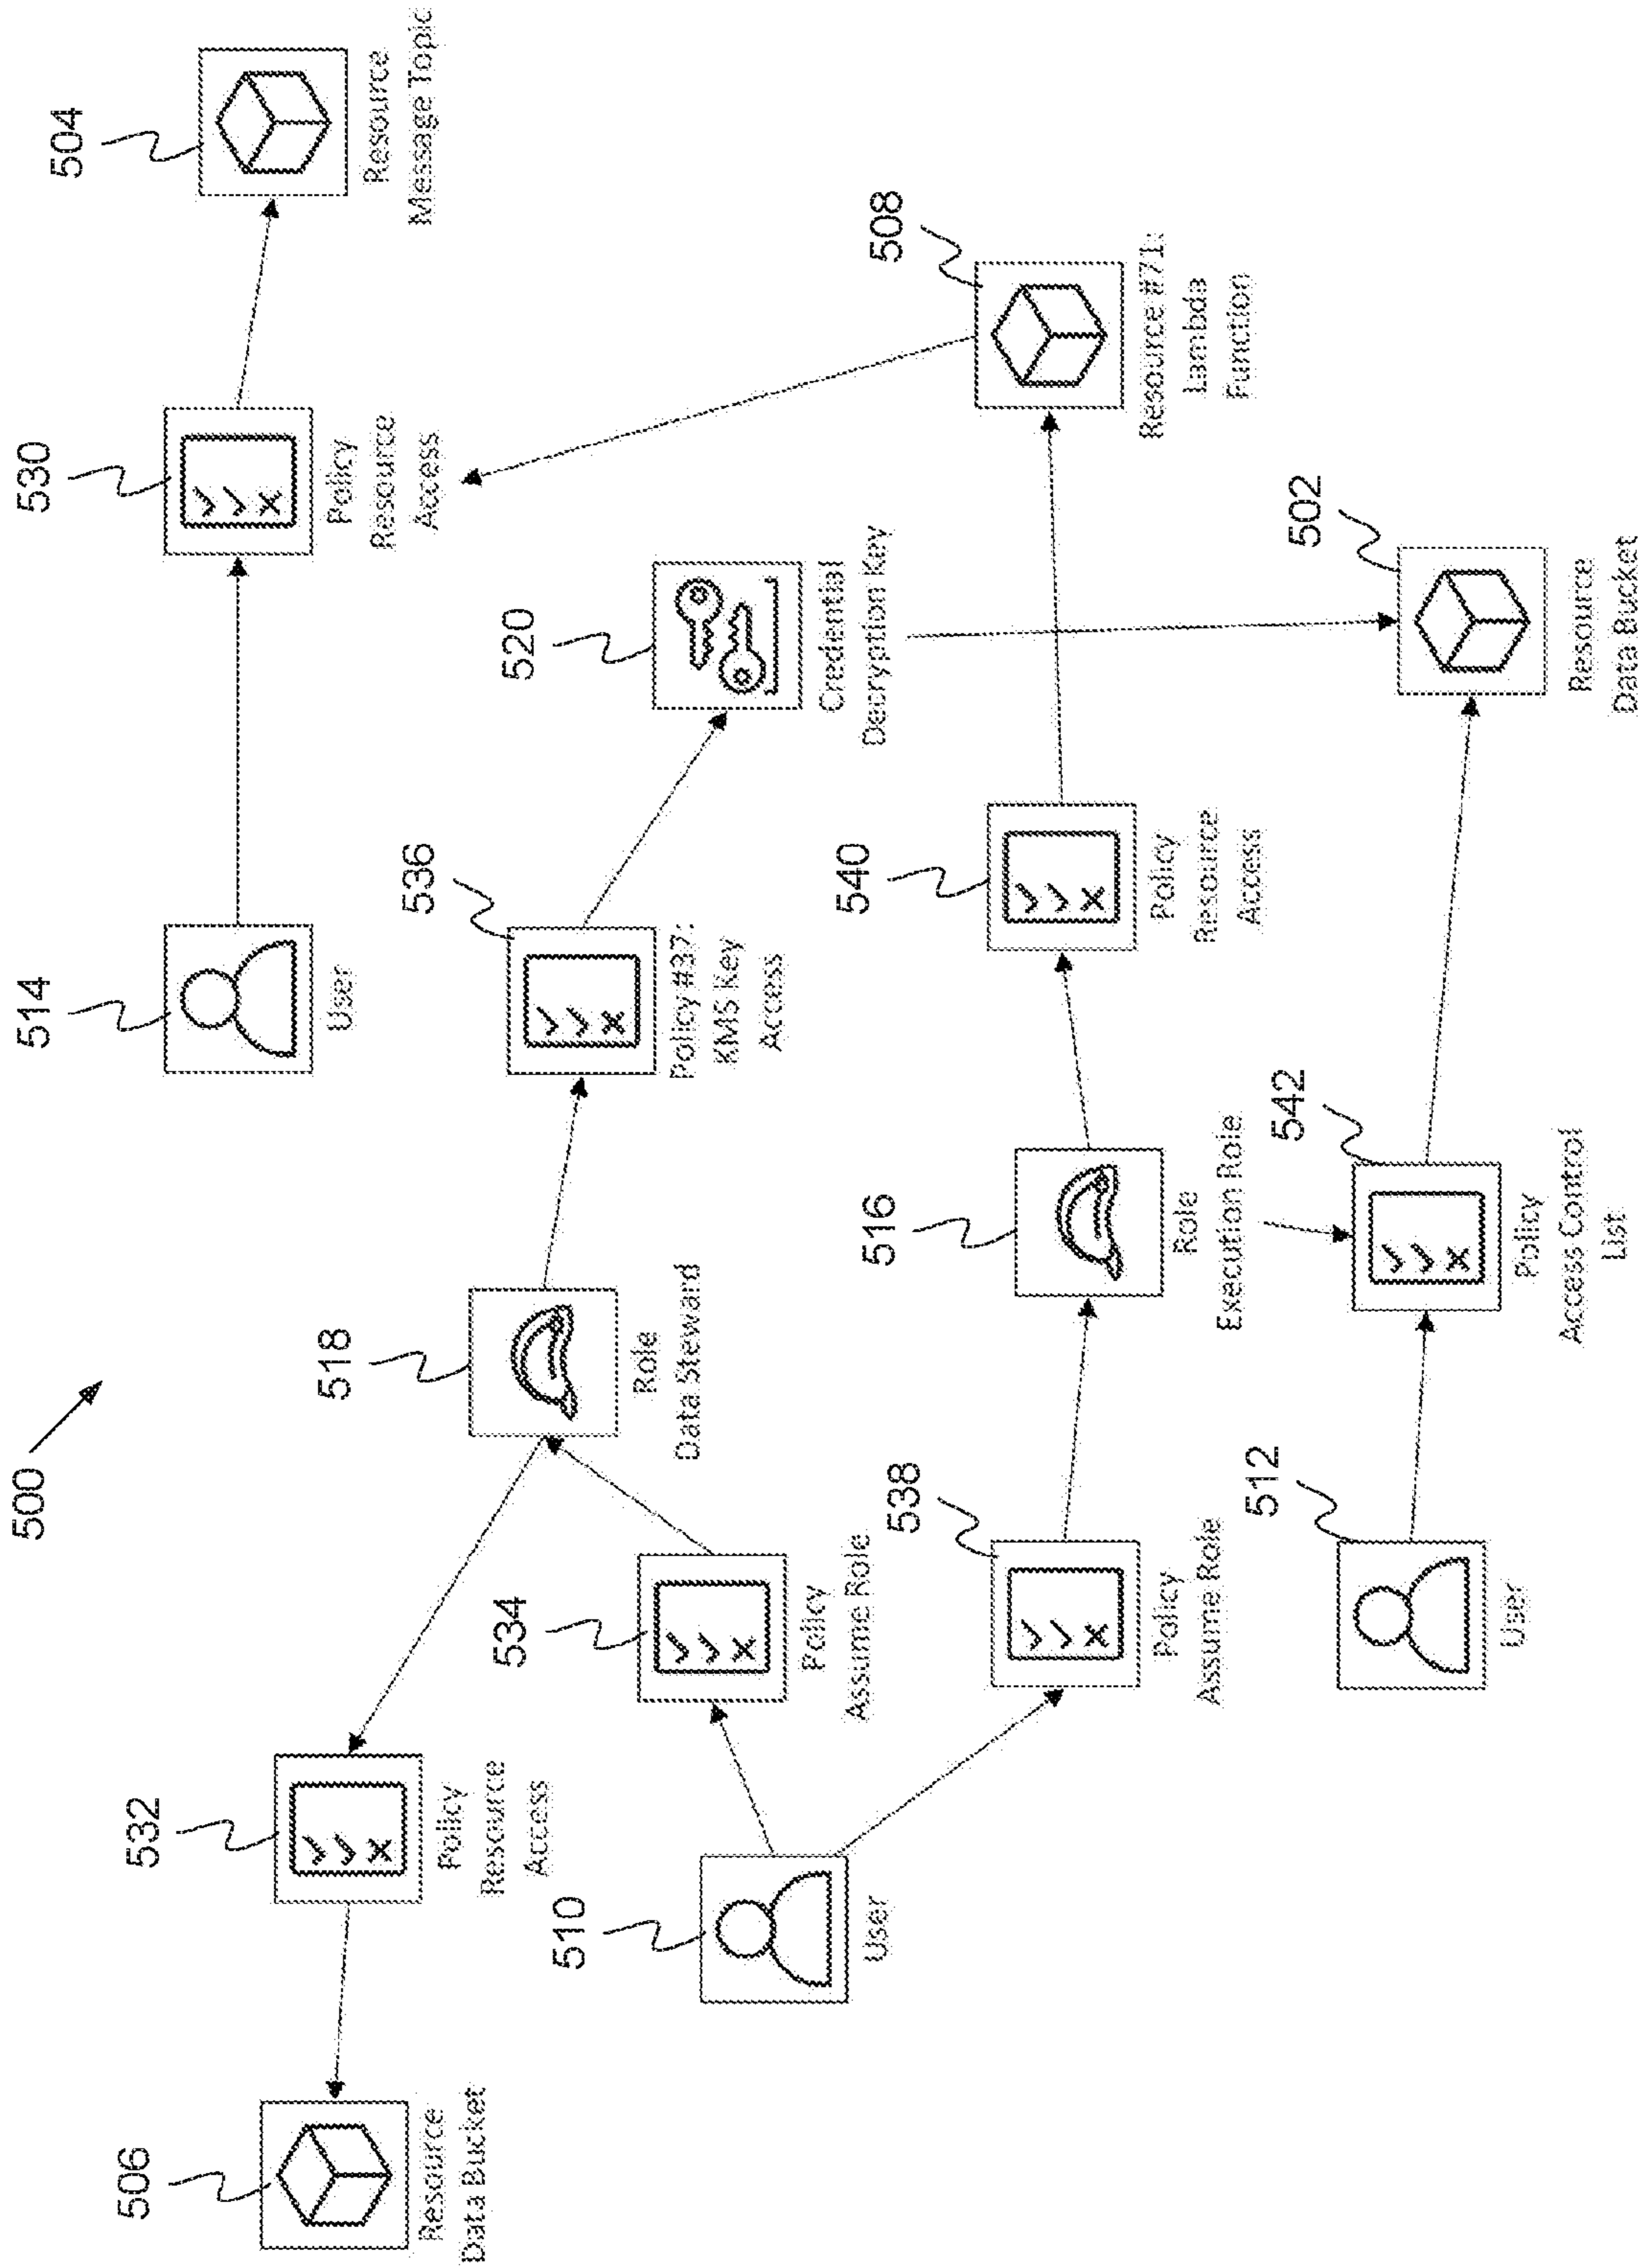 500
506
Resource
Data Bucket
532
Policy
Resource
Access
518
Role
Data Steward
514
User
530
Policy
Resource
Access
504
Resource
Message Topic
510
User
534
Policy
Assume Role
536
Policy #37:
KMS Key
Access
520
Credential
Decryption Key
538
Policy
Assume Role
516
Role
Execution Role
540
Policy
Resource
Access
508
Resource #71:
Lambda
Function
512
User
542
Policy
Access Control
List
502
Resource
Data Bucket